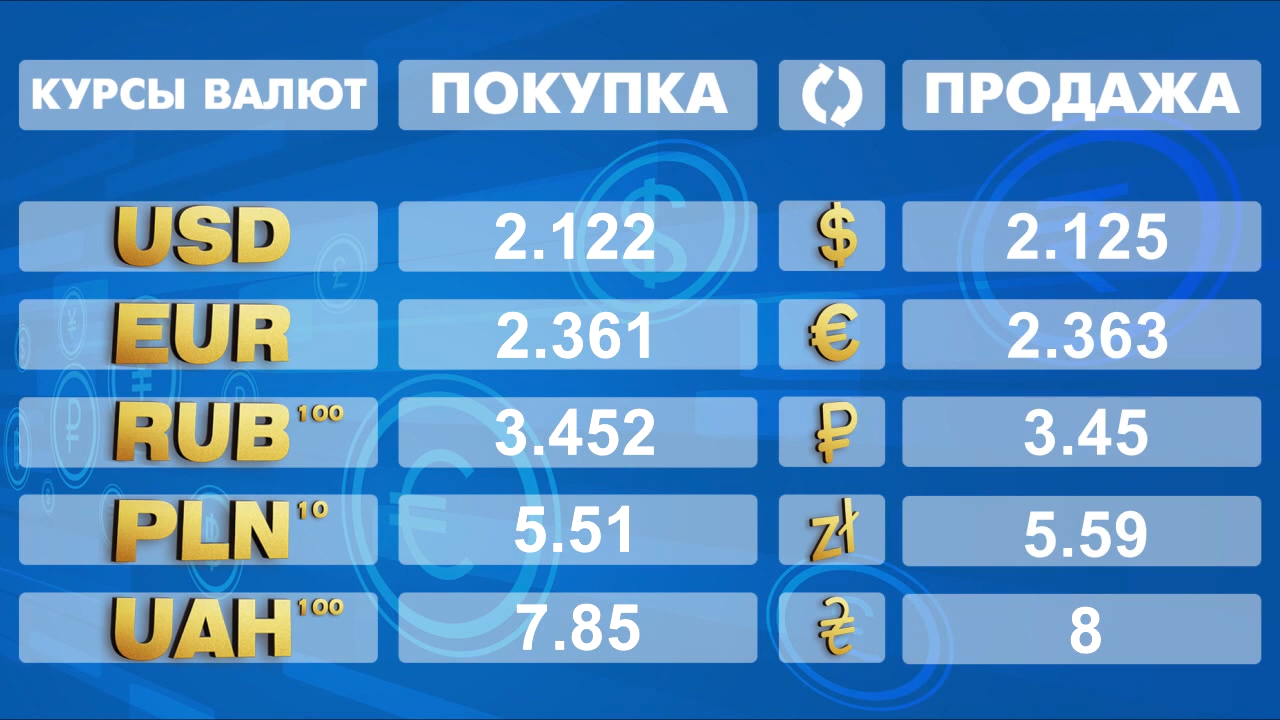 КУРСЫ ВАЛЮТ ПОКУПКА ПРОДАЖА
USD 2.122 $ 2.125
EUR 2.361 € 2.363
RUB 100 3.452 ₽ 3.45
PLN 10 5.51 zł 5.59
UAH 100 7.85 ₴ 8